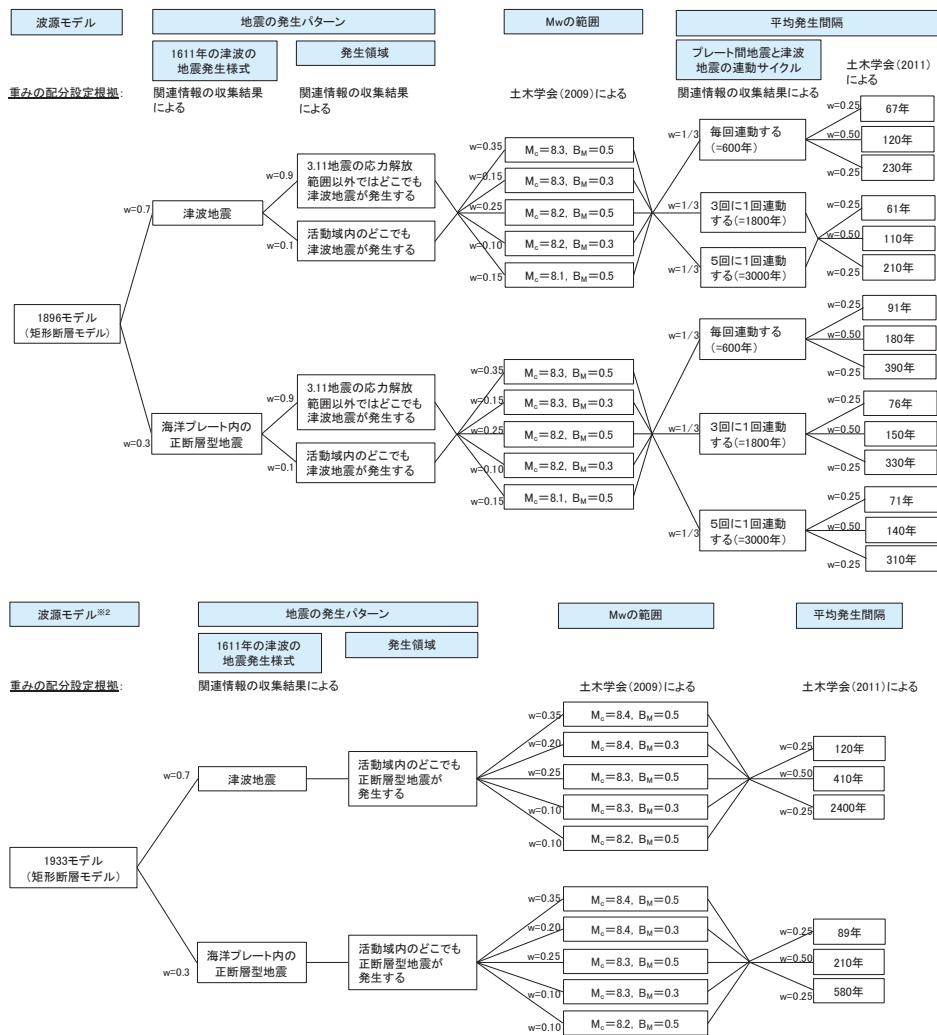 波源モデル
地震の発生パターン
Mwの範囲
平均発生間隔
1611年の津波の
地震発生様式
発生領域
プレート間地震と津波
地震の連動サイクル
土木学会(2011)
による
重みの配分設定根拠:
関連情報の収集結果
による
関連情報の収集結果
による
土木学会(2009)による
関連情報の収集結果による
1896モデル
(矩形断層モデル)
w=0.7
津波地震
w=0.9
3.11地震の応力解放
範囲以外ではどこでも
津波地震が発生する
w=0.1
活動域内のどこでも
津波地震が発生する
w=0.35
Mc=8.3, BM=0.5
w=0.15
Mc=8.3, BM=0.3
w=0.25
Mc=8.2, BM=0.5
w=0.10
Mc=8.2, BM=0.3
w=0.15
Mc=8.1, BM=0.5
w=1/3
毎回連動する
(=600年)
w=0.25
67年
w=0.50
120年
w=0.25
230年
w=1/3
3回に1回連動
する(=1800年)
w=1/3
5回に1回連動
する(=3000年)
w=0.25
61年
w=0.50
110年
w=0.25
210年
w=0.3
海洋プレート内の
正断層型地震
w=0.9
3.11地震の応力解放
範囲以外ではどこでも
津波地震が発生する
w=0.1
活動域内のどこでも
津波地震が発生する
w=0.35
Mc=8.3, BM=0.5
w=0.15
Mc=8.3, BM=0.3
w=0.25
Mc=8.2, BM=0.5
w=0.10
Mc=8.2, BM=0.3
w=0.15
Mc=8.1, BM=0.5
w=1/3
毎回連動する
(=600年)
w=0.25
91年
w=0.50
180年
w=0.25
390年
w=1/3
3回に1回連動
する(=1800年)
w=0.25
76年
w=0.50
150年
w=0.25
330年
w=1/3
5回に1回連動
する(=3000年)
w=0.25
71年
w=0.50
140年
w=0.25
310年
波源モデル※2
地震の発生パターン
Mwの範囲
平均発生間隔
1611年の津波の
地震発生様式
発生領域
重みの配分設定根拠:
関連情報の収集結果による
土木学会(2009)による
土木学会(2011)による
1933モデル
(矩形断層モデル)
w=0.7
津波地震
活動域内のどこでも
正断層型地震が
発生する
w=0.35
Mc=8.4, BM=0.5
w=0.20
Mc=8.4, BM=0.3
w=0.25
Mc=8.3, BM=0.5
w=0.10
Mc=8.3, BM=0.3
w=0.10
Mc=8.2, BM=0.5
w=0.25
120年
w=0.50
410年
w=0.25
2400年
w=0.3
海洋プレート内の
正断層型地震
活動域内のどこでも
正断層型地震が
発生する
w=0.35
Mc=8.4, BM=0.5
w=0.20
Mc=8.4, BM=0.3
w=0.25
Mc=8.3, BM=0.5
w=0.10
Mc=8.3, BM=0.3
w=0.10
Mc=8.2, BM=0.5
w=0.25
89年
w=0.50
210年
w=0.25
580年